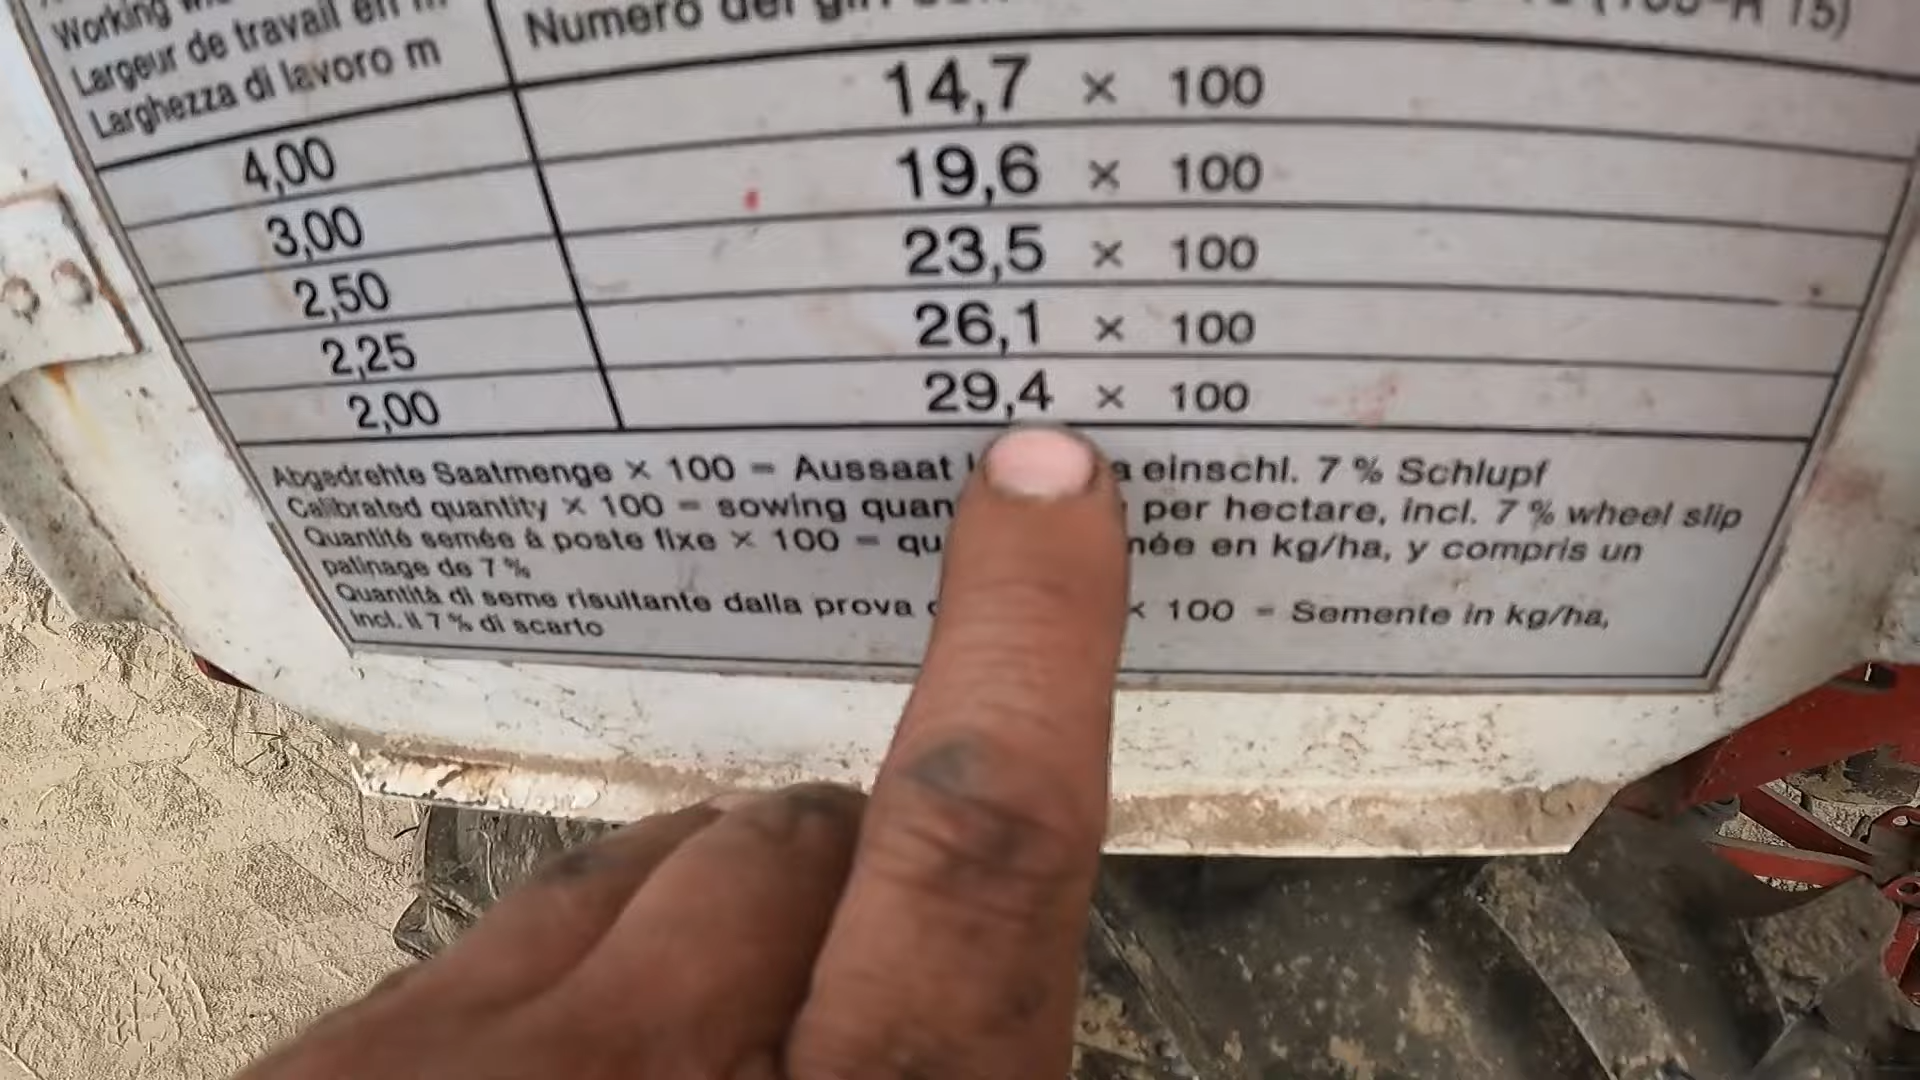 Working
Largeur de travail en m
Larghezza di lavoro m
Numero dei giri
15)
4,00 14,7 × 100
3,00 19,6 × 100
2,50 23,5 × 100
2,25 26,1 × 100
2,00 29,4 × 100
Abgedrehte Saatmenge × 100 = Aussaat einschl. 7 % Schlupf
Calibrated quantity × 100 = sowing quan per hectare, incl. 7 % wheel slip
Quantité semée à poste fixe × 100 = qu née en kg/ha, y compris un
patinage de 7 %
Quantità di seme risultante dalla prova × 100 = Semente in kg/ha,
incl. il 7 % di scarto